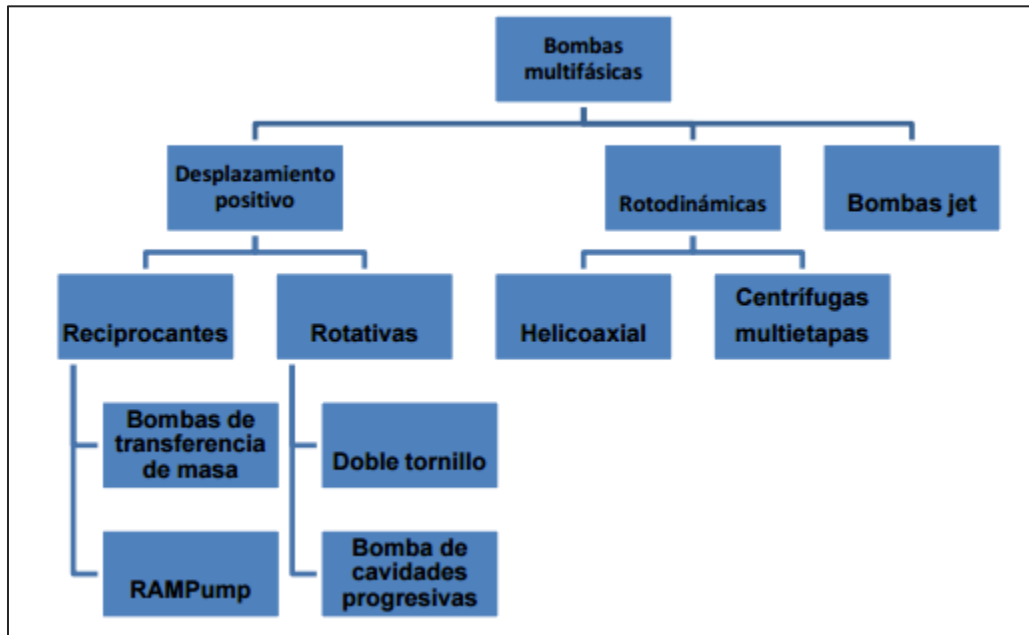 Bombas
multifásicas
Desplazamiento
positivo
Rotodinámicas
Bombas jet
Reciprocantes
Rotativas
Helicoaxial
Centrífugas
multietapas
Bombas de
transferencia
de masa
Doble tornillo
RAMPump
Bomba de
cavidades
progresivas